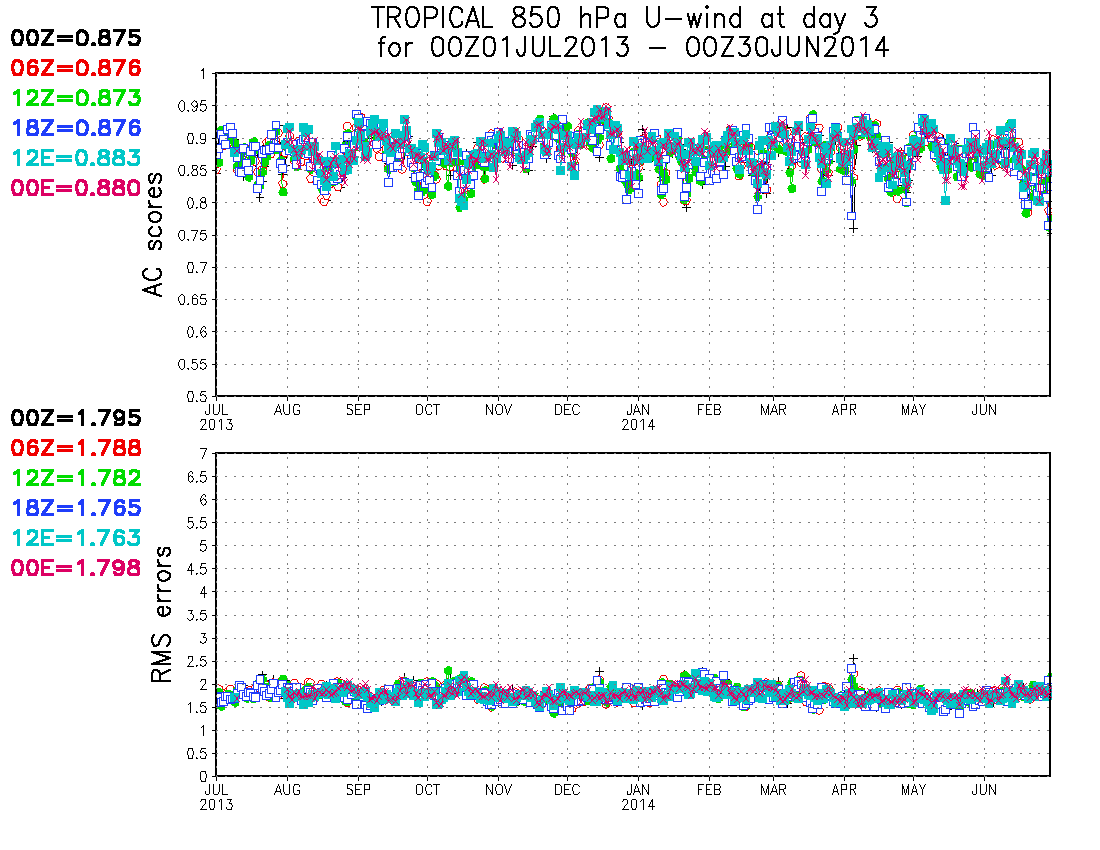 TROPICAL 850 hPa U-wind at day 3
for 00Z01JUL2013 - 00Z30JUN2014
00Z=0.875
06Z=0.876
12Z=0.873
18Z=0.876
12E=0.883
00E=0.880
AC scores
1
0.95
0.9
0.85
0.8
0.75
0.7
0.65
0.6
0.55
0.5
JUL AUG SEP OCT NOV DEC JAN FEB MAR APR MAY JUN
2013 2014
00Z=1.795
06Z=1.788
12Z=1.782
18Z=1.765
12E=1.763
00E=1.798
RMS errors
7
6.5
6
5.5
5
4.5
4
3.5
3
2.5
2
1.5
1
0.5
0
JUL AUG SEP OCT NOV DEC JAN FEB MAR APR MAY JUN
2013 2014